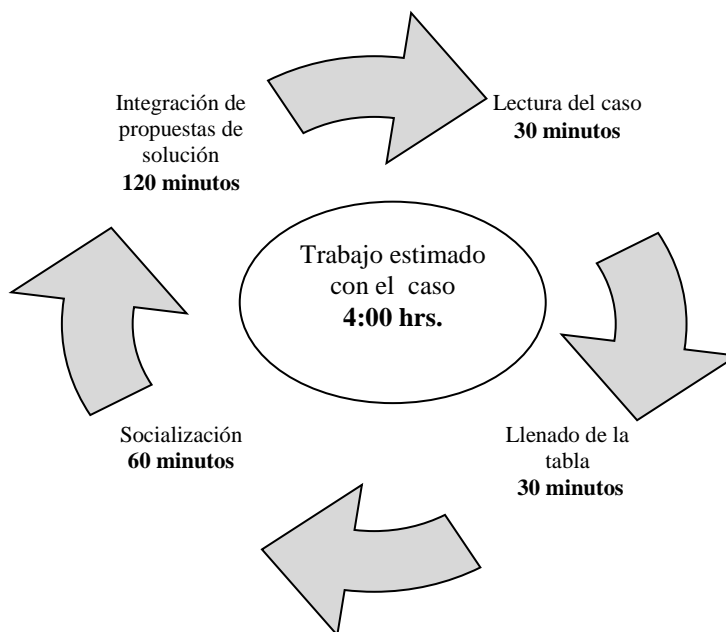 Integración de
propuestas de
solución
120 minutos
Lectura del caso
30 minutos
Trabajo estimado
con el caso
4:00 hrs.
Socialización
60 minutos
Llenado de la
tabla
30 minutos